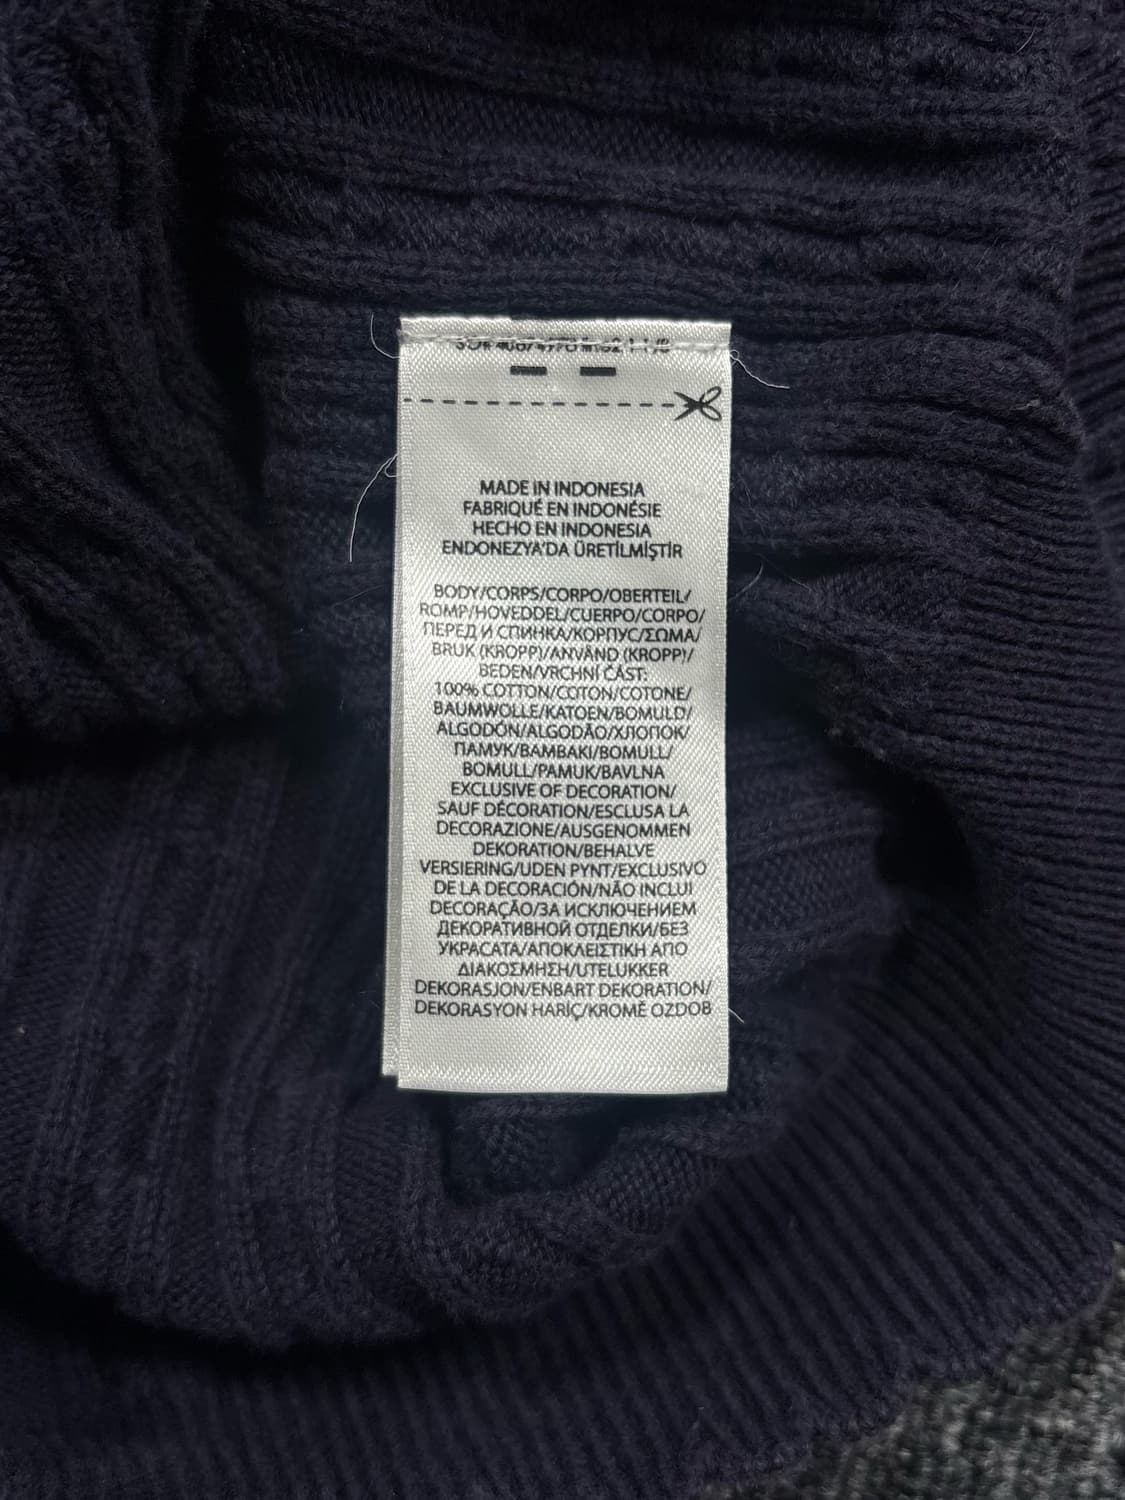 MADE IN INDONESIA
FABRIQUÉ EN INDONÉSIE
HECHO EN INDONESIA
ENDONEZYA'DA ÜRETİLMİŞTİR
BODY/CORPS/CORPO/OBERTEIL/
ROMP/HOVEDDEL/CUERPO/CORPO/
ПЕРЕД И СПИНКА/КОРПУС/ΣΩΜΑ/
BRUK (KROPP)/ANVÄND (KROPP)/
BEDEN/VRCHNÍ ČÁST:
100% COTTON/COTON/COTONE/
BAUMWOLLE/KATOEN/BOMULD/
ALGODÓN/ALGODÃO/ХЛОПОК/
ПАМУК/BAMBAKI/BOMULL/
BOMULL/PAMUK/BAVLNA
EXCLUSIVE OF DECORATION/
SAUF DÉCORATION/ESCLUSA LA
DECORAZIONE/AUSGENOMMEN
DEKORATION/BEHALVE
VERSIERING/UDEN PYNT/EXCLUSIVO
DE LA DECORACIÓN/NÃO INCLUI
DECORAÇÃO/ЗА ИСКЛЮЧЕНИЕМ
ДЕКОРАТИВНОЙ ОТДЕЛКИ/БЕЗ
УКРАСАТА/ΑΠΟΚΛΕΙΣΤΙΚΗ ΑΠΟ
ΔΙΑΚΟΣΜΗΣΗ/UTELUKKER
DEKORASJON/ENBART DEKORATION/
DEKORASYON HARİÇ/KROMĚ OZDOB